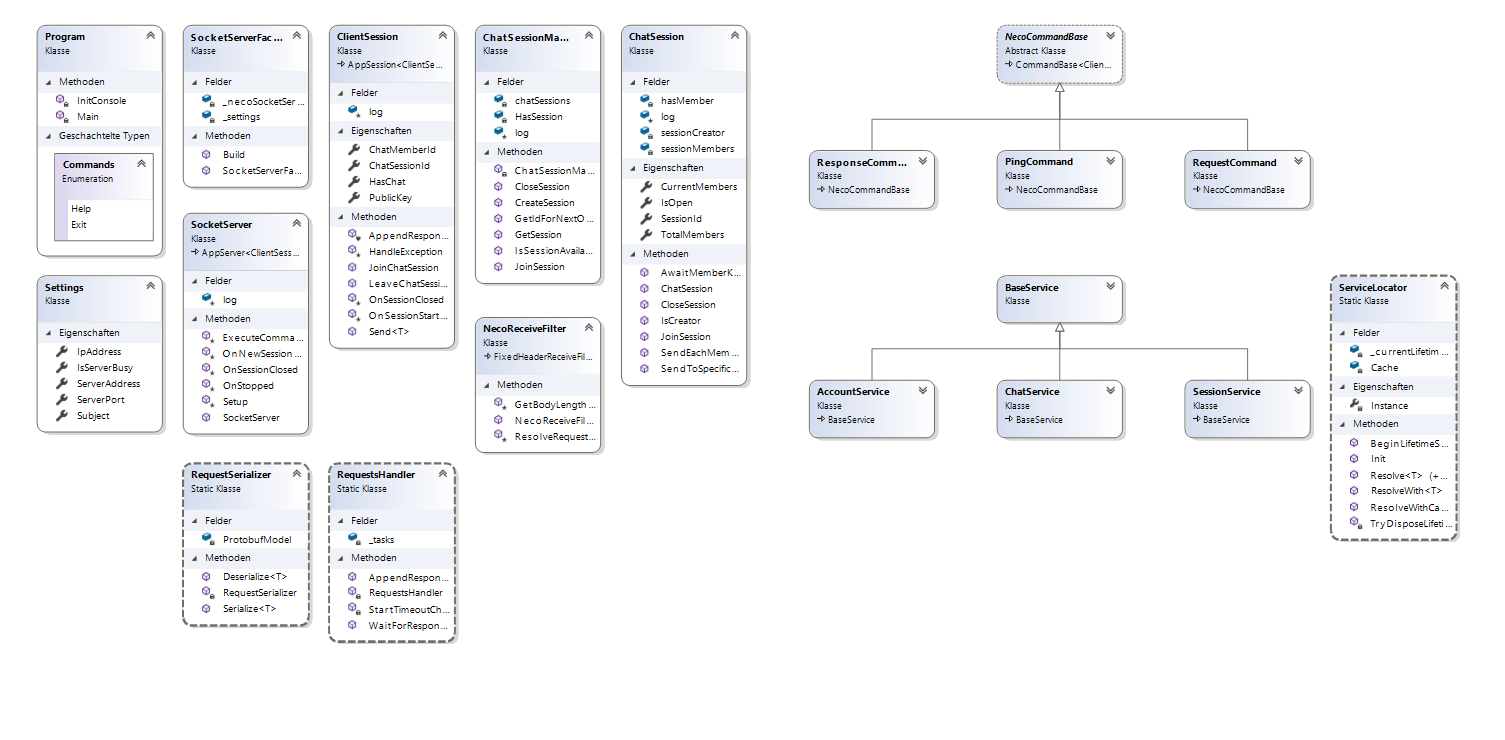 Program
Klasse
Methoden
InitConsole
Main
Geschachtelte Typen
Commands
Enumeration
Help
Exit
Settings
Klasse
Eigenschaften
IpAddress
IsServerBusy
ServerAddress
ServerPort
Subject
SocketServerFac...
Klasse
Felder
_necoSocketSer...
_settings
Methoden
Build
SocketServerFa...
SocketServer
Klasse
AppServer<ClientSess...
Felder
log
Methoden
ExecuteComma...
OnNewSession...
OnSessionClosed
OnStopped
Setup
SocketServer
RequestSerializer
Static Klasse
Felder
ProtobufModel
Methoden
Deserialize<T>
RequestSerializer
Serialize<T>
ClientSession
Klasse
AppSession<ClientSe...
Felder
log
Eigenschaften
ChatMemberId
ChatSessionId
HasChat
PublicKey
Methoden
AppendRespon...
HandleException
JoinChatSession
LeaveChatSessi...
OnSessionClosed
OnSessionStart...
Send<T>
RequestsHandler
Static Klasse
Felder
_tasks
Methoden
AppendRespon...
RequestsHandler
StartTimeoutCh...
WaitForRespon...
ChatSessionMa...
Klasse
Felder
chatSessions
HasSession
log
Methoden
ChatSessionMa...
CloseSession
CreateSession
GetIdForNextO...
GetSession
IsSessionAvaila...
JoinSession
NecoReceiveFilter
Klasse
FixedHeaderReceiveFil...
Methoden
GetBodyLength...
NecoReceiveFil...
ResolveRequest...
ChatSession
Klasse
Felder
hasMember
log
sessionCreator
sessionMembers
Eigenschaften
CurrentMembers
IsOpen
SessionId
TotalMembers
Methoden
AwaitMemberK...
ChatSession
CloseSession
IsCreator
JoinSession
SendEachMem...
SendToSpecific...
NecoCommandBase
Abstract Klasse
CommandBase<Clien...
ResponseComm...
Klasse
NecoCommandBase
PingCommand
Klasse
NecoCommandBase
RequestCommand
Klasse
NecoCommandBase
BaseService
Klasse
AccountService
Klasse
BaseService
ChatService
Klasse
BaseService
SessionService
Klasse
BaseService
ServiceLocator
Static Klasse
Felder
_currentLifetim...
Cache
Eigenschaften
Instance
Methoden
BeginLifetimeS...
Init
Resolve<T> (+...
ResolveWith<T>
ResolveWithCa...
TryDisposeLifeti...